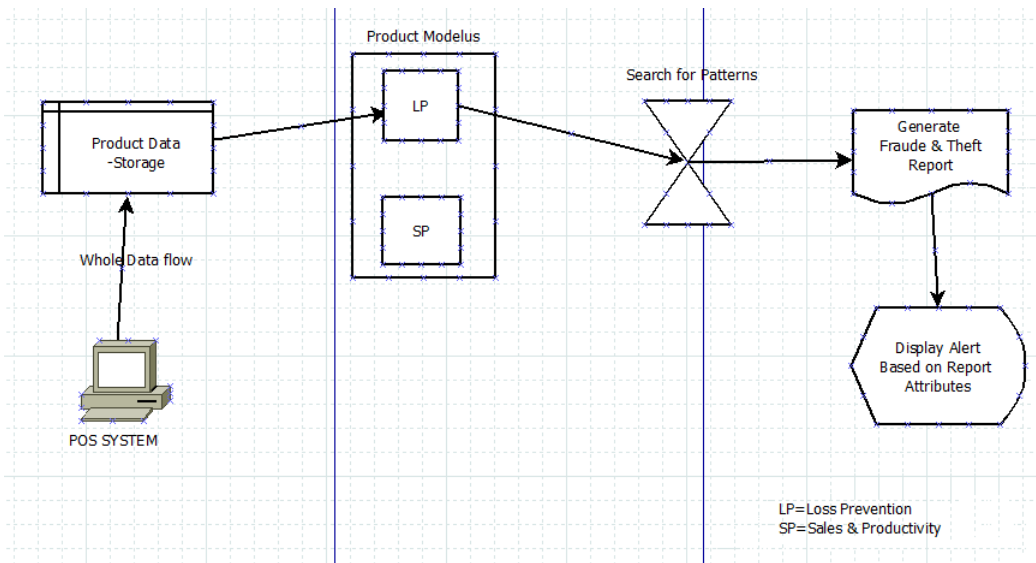 Product Modelus
Search for Patterns
LP
Product Data
-Storage
Generate
Fraude & Theft
Report
SP
Whole Data flow
Display Alert
Based on Report
Attributes
POS SYSTEM
LP=Loss Prevention
SP=Sales & Productivity